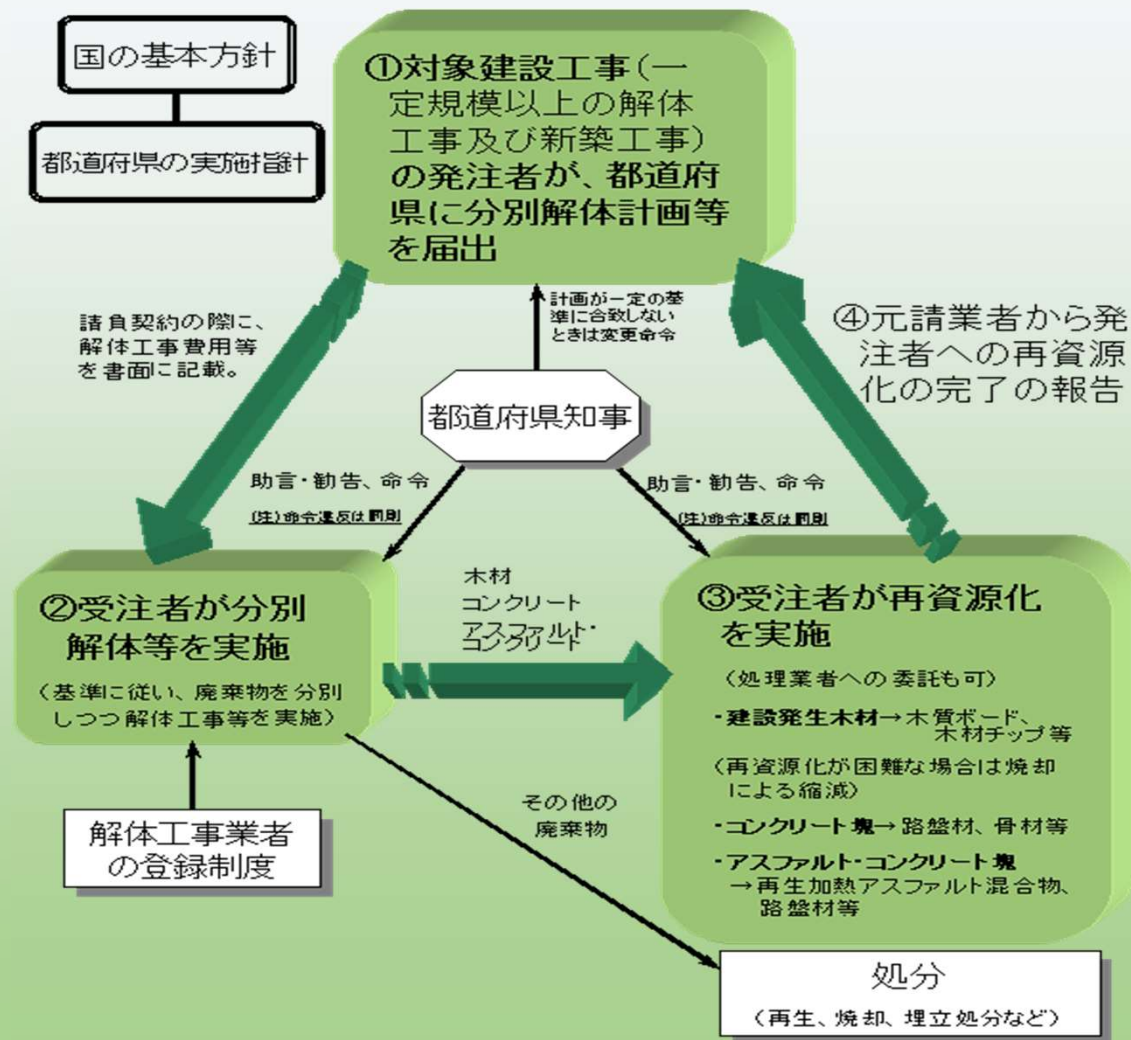 国の基本方針
都道府県の実施指針
①対象建設工事(一
定規模以上の解体
工事及び新築工事)
の発注者が、都道府
県に分別解体計画等
を届出
請負契約の際に、
解体工事費用等
を書面に記載。
計画が一定の基
準に合致しない
ときは変更命令
④元請業者から発
注者への再資源
化の完了の報告
都道府県知事
助言・勧告、命令
(注)命令違反は罰則
助言・勧告、命令
(注)命令違反は罰則
②受注者が分別
解体等を実施
(基準に従い、廃棄物を分別
しつつ解体工事等を実施)
木材
コンクリート
アスファルト・
コンクリート
③受注者が再資源化
を実施
(処理業者への委託も可)
・建設発生木材→木質ボード、
木材チップ等
(再資源化が困難な場合は焼却
による縮減)
・コンクリート塊→路盤材、骨材等
・アスファルト・コンクリート塊
→再生加熱アスファルト混合物、
路盤材等
解体工事業者
の登録制度
その他の
廃棄物
処分
(再生、焼却、埋立処分など)